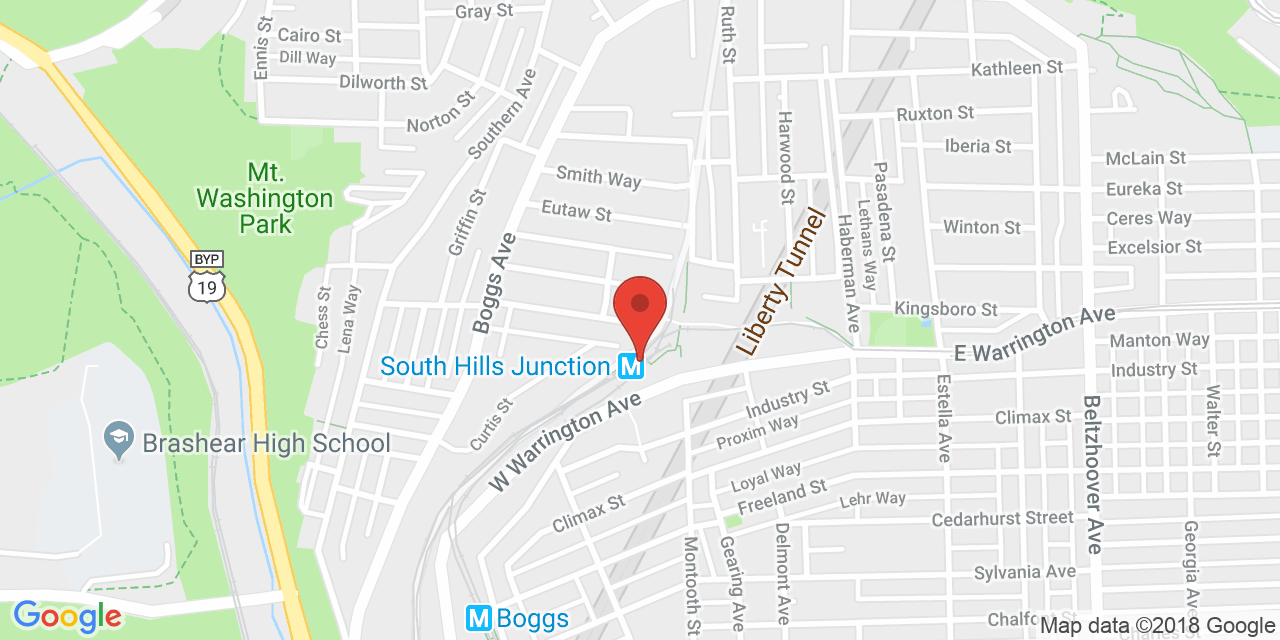 Gray St
Ennis St
Cairo St
Dill Way
Dilworth St
Norton St
Southern Ave
Ruth St
Kathleen St
Harwood St
Ruxton St
Iberia St
McLain St
Mt.
Washington
Park
Smith Way
Eutaw St
Griffin St
Boggs Ave
Pasadena St
Lethans Way
Haberman Ave
Eureka St
Ceres Way
Winton St
Excelsior St
Liberty Tunnel
BYP
19
Chess St
Lena Way
Kingsboro St
E Warrington Ave
Manton Way
Industry St
South Hills Junction
M
W Warrington Ave
Curtis St
Industry St
Proxim Way
Estella Ave
Climax St
Beltzhoover Ave
Walter St
Brashear High School
Loyal Way
Freeland St
Lehr Way
Climax St
Cedarhurst Street
Montooth St
Gearing Ave
Delmont Ave
Sylvania Ave
Georgia Ave
M Boggs
Chalfont St
Charles St
Google
Map data ©2018 Google